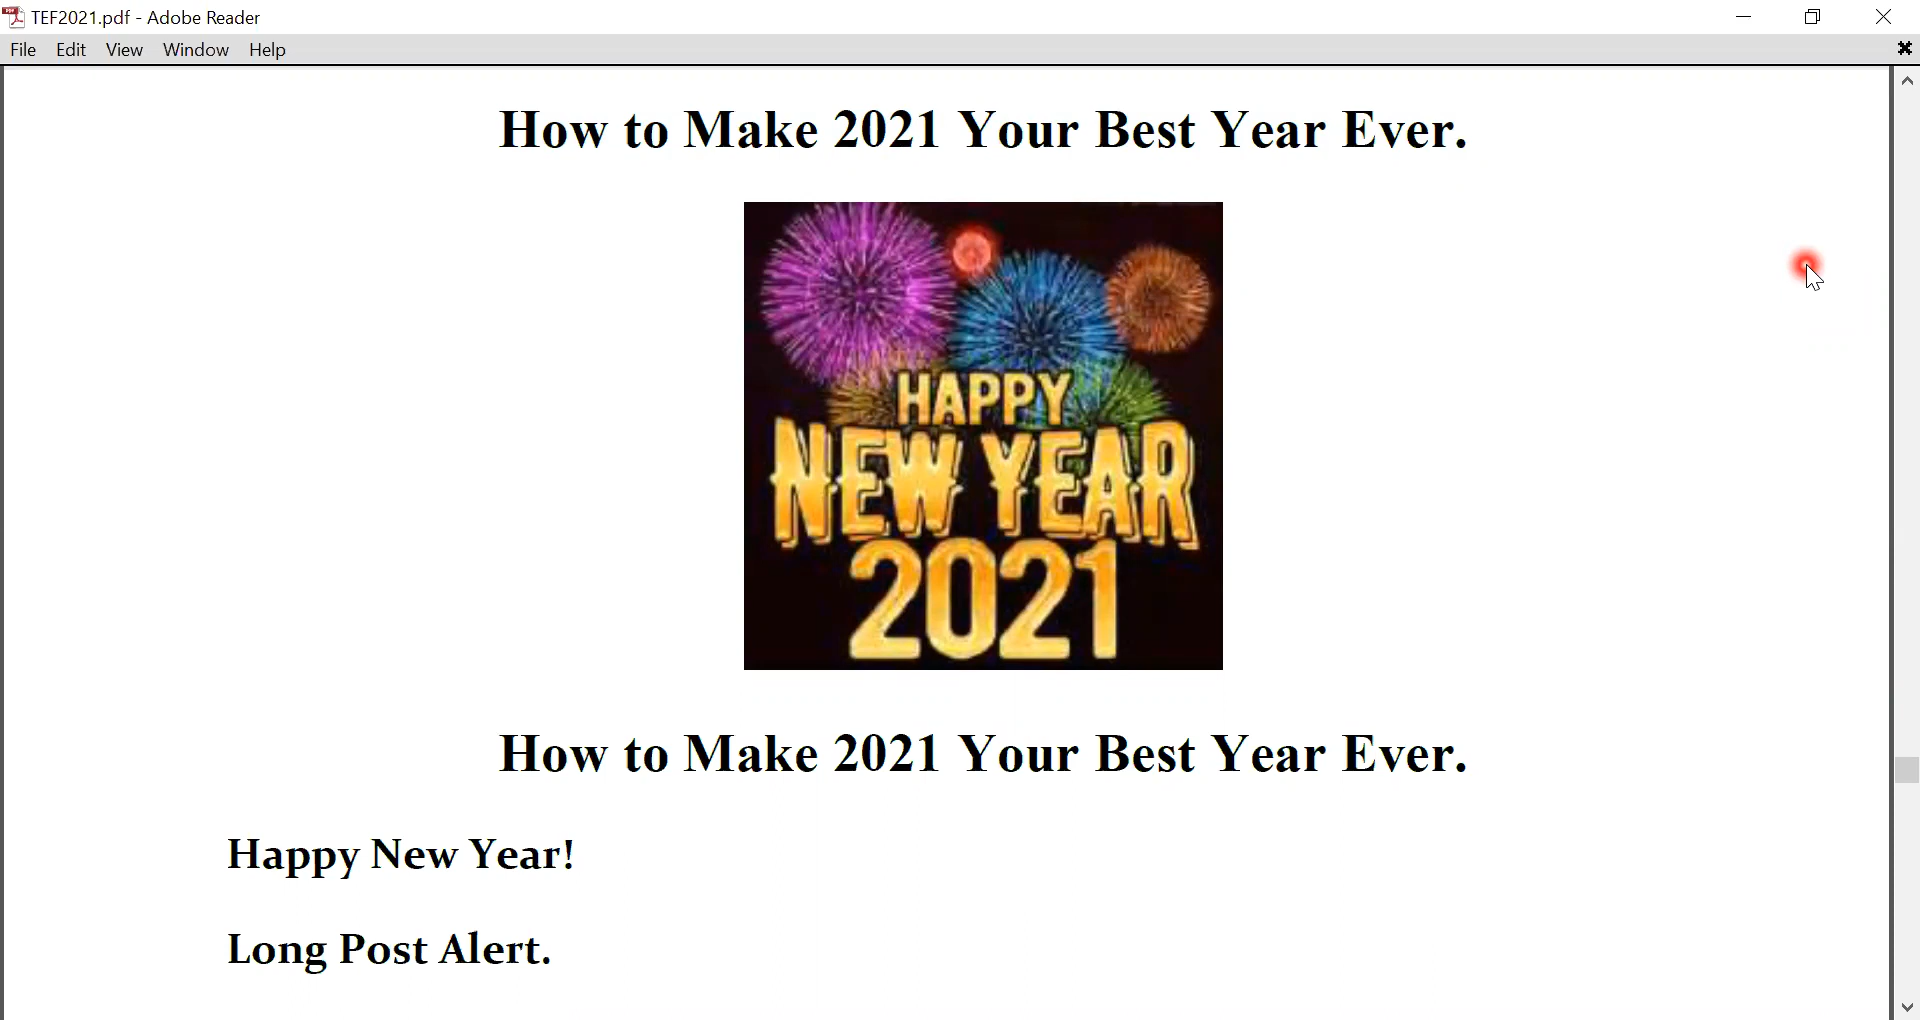 TEF2021.pdf - Adobe Reader
File Edit View Window Help
How to Make 2021 Your Best Year Ever.
HAPPY
NEW YEAR
2021
How to Make 2021 Your Best Year Ever.
Happy New Year!
Long Post Alert.